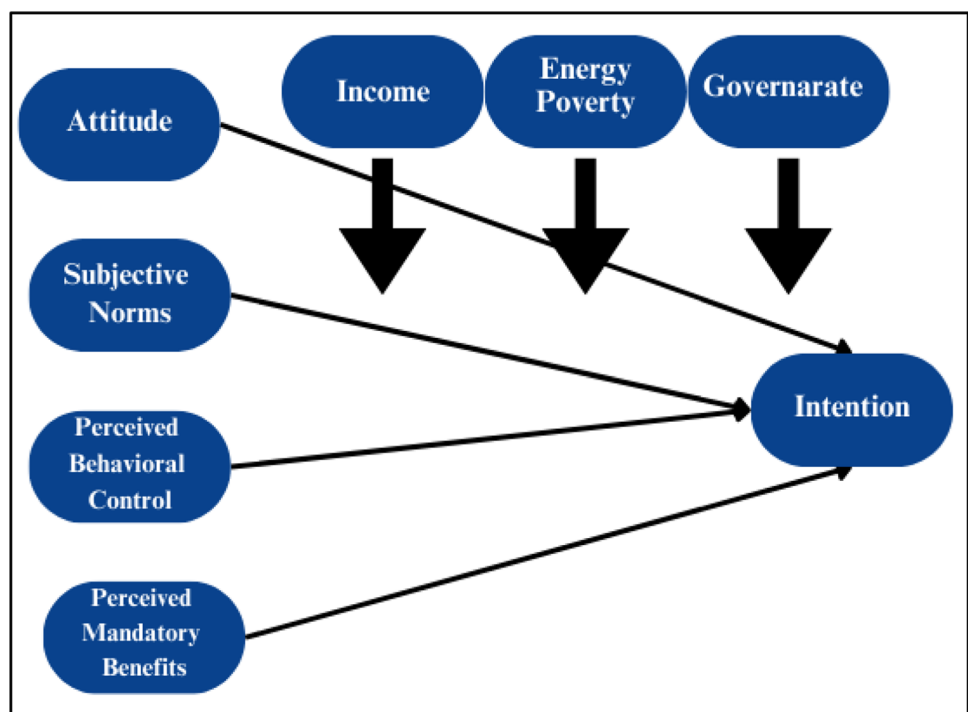 Attitude
Income
Energy
Poverty
Governarate
Subjective
Norms
Perceived
Behavioral
Control
Perceived
Mandatory
Benefits
Intention